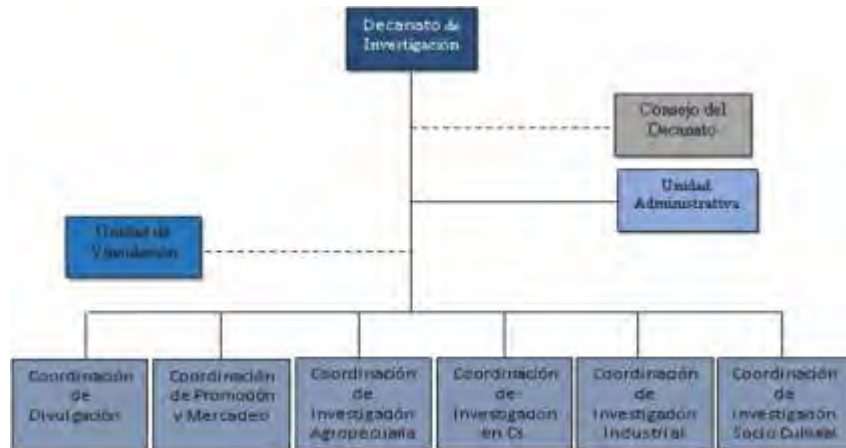 Decanato de
Investigación
Consejo del
Decanato
Unidad
Administrativa
Unidad de
Vinculación
Coordinación
de
Divulgación
Coordinación
de Promoción
y Mercadeo
Coordinación
de
Investigación
Agropecuaria
Coordinación
de
Investigación
en Cs.
Coordinación
de
Investigación
Industrial
Coordinación
de
Investigación
Socio Cultural